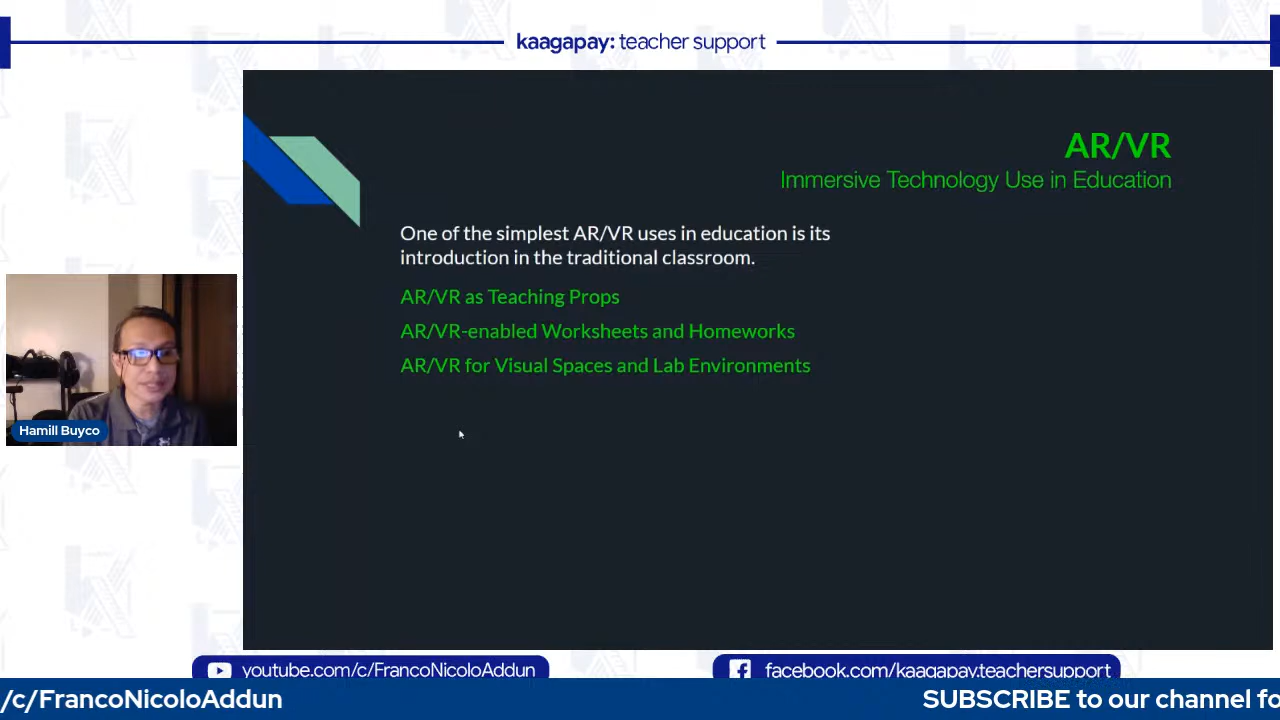 kaagapay: teacher support
AR/VR
Immersive Technology Use in Education
One of the simplest AR/VR uses in education is its
introduction in the traditional classroom.
AR/VR as Teaching Props
AR/VR-enabled Worksheets and Homeworks
AR/VR for Visual Spaces and Lab Environments
Hamill Buyco
youtube.com/c/FrancoNicoloAddun
facebook.com/kaagapay.teachersupport
/c/FrancoNicoloAddun
SUBSCRIBE to our channel fo